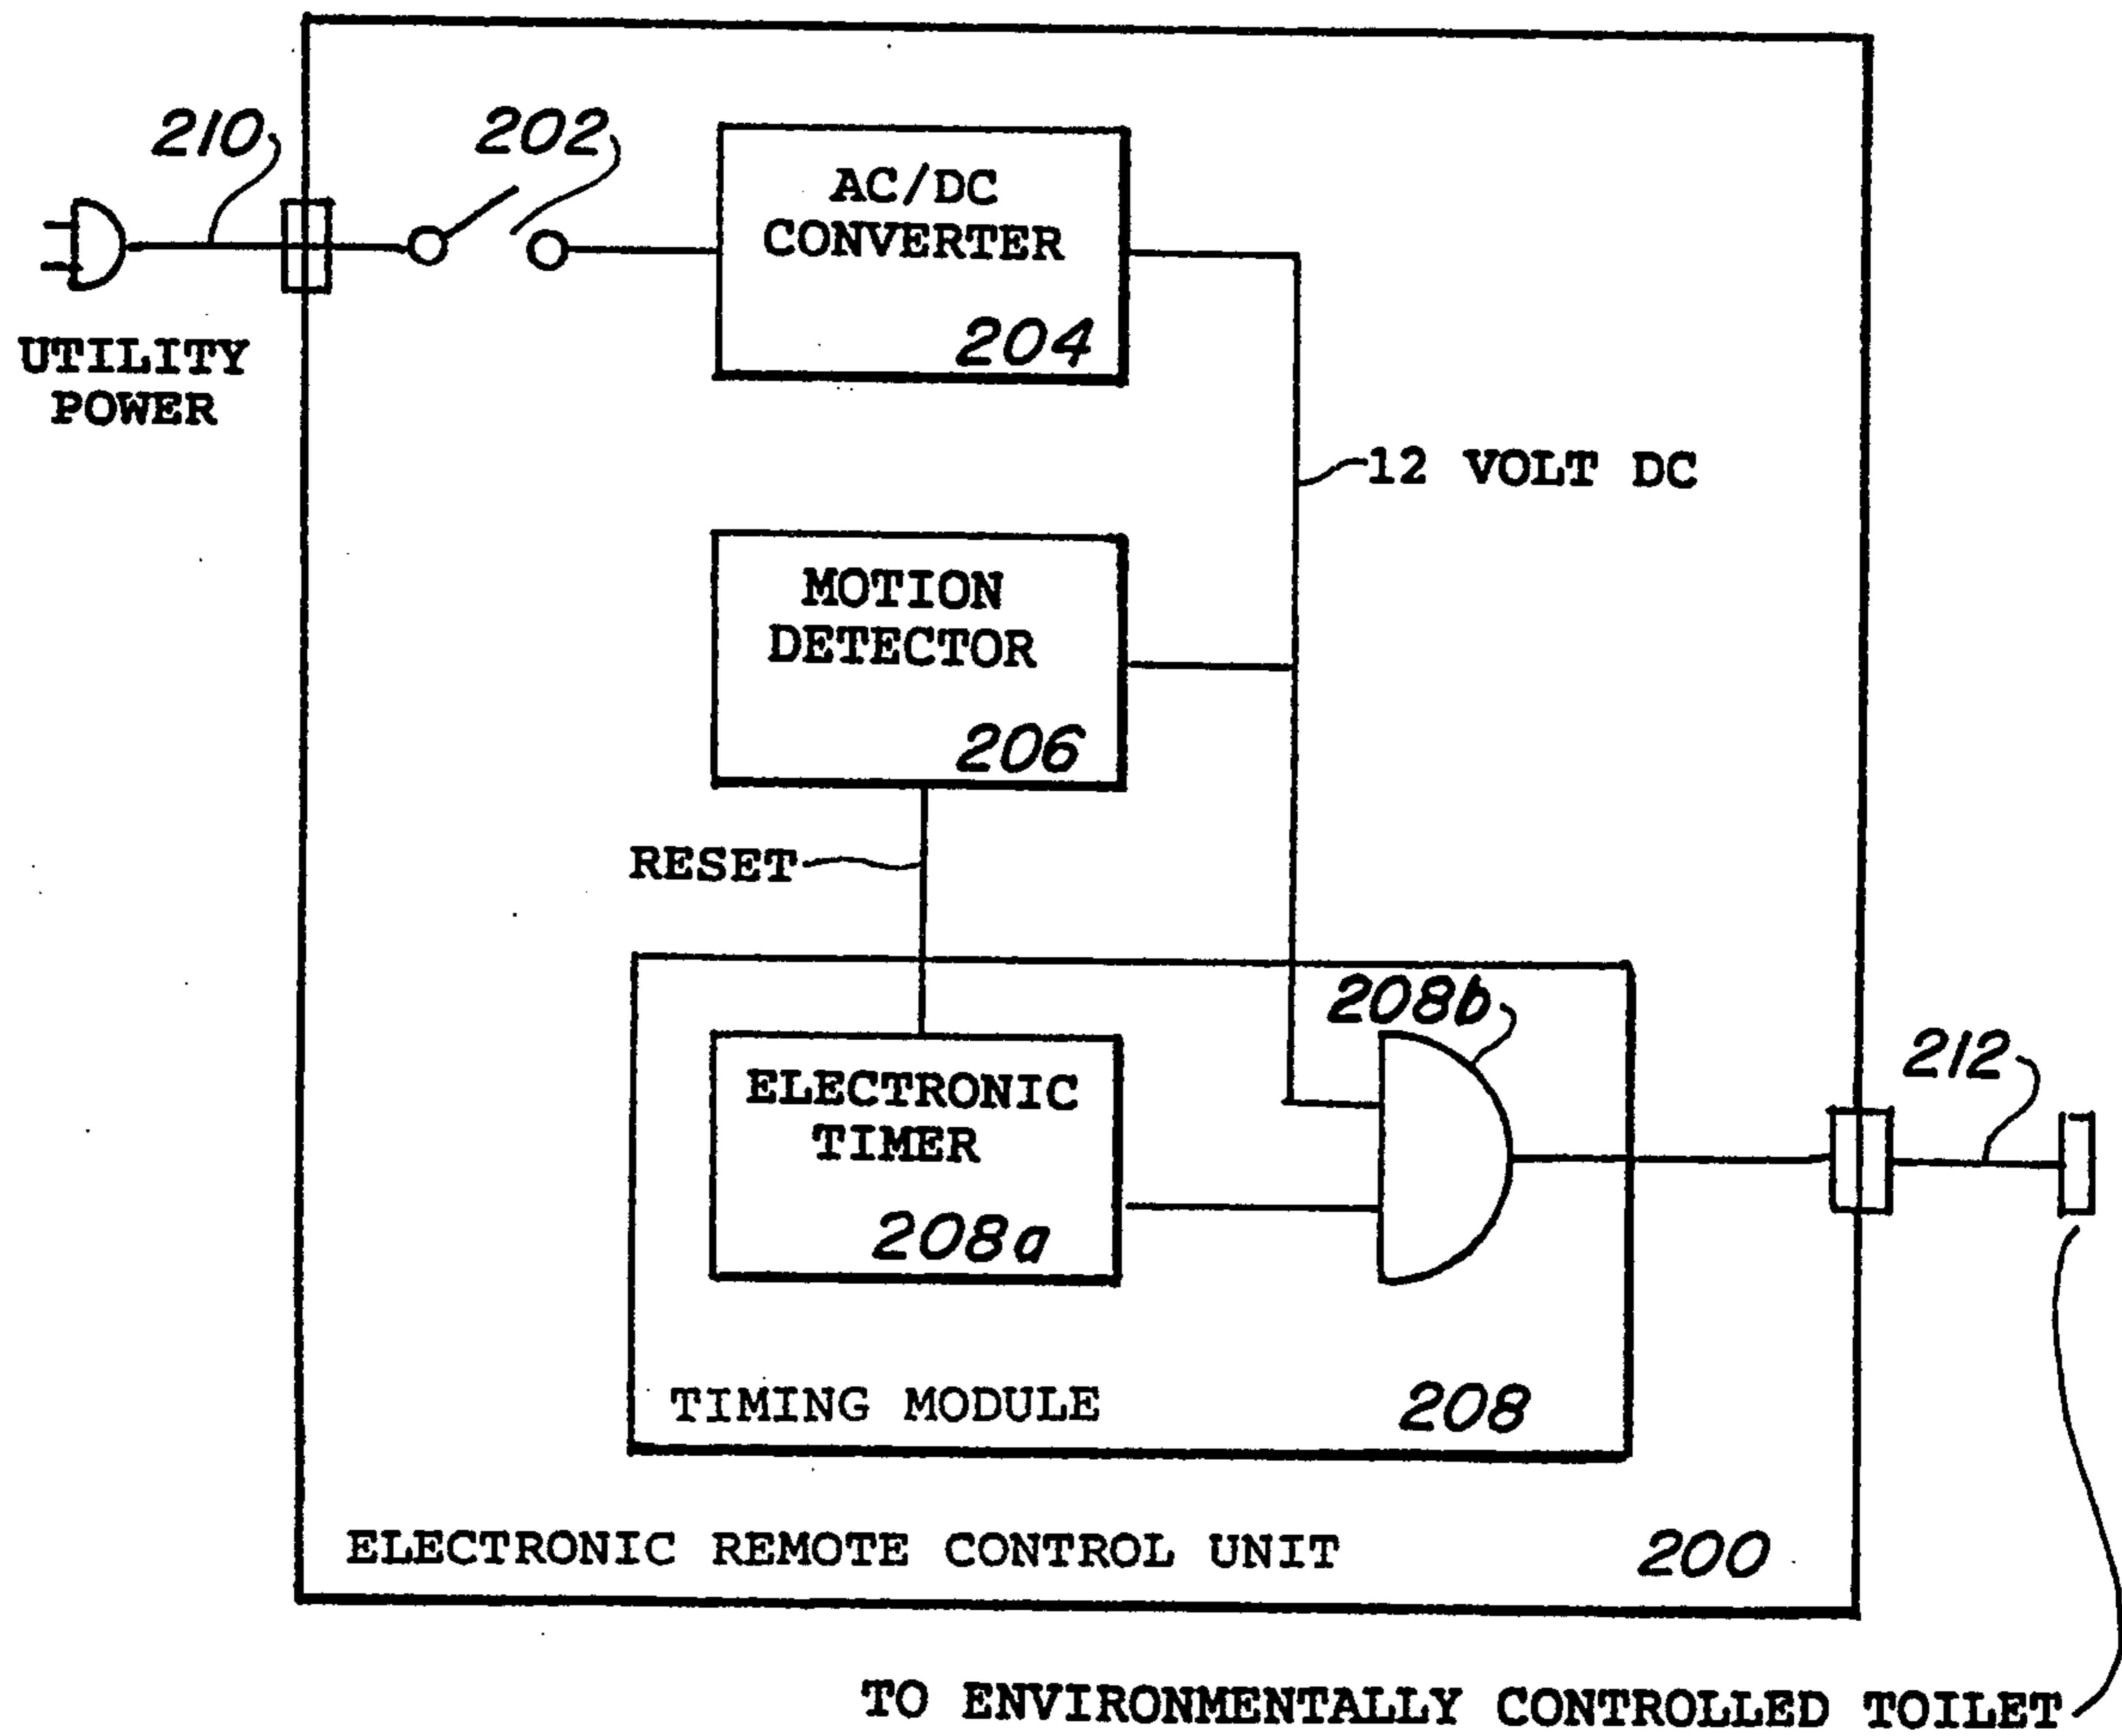 210
202
AC/DC
CONVERTER
204
UTILITY
POWER
12 VOLT DC
MOTION
DETECTOR
206
RESET
208b
ELECTRONIC
TIMER
208a
212
TIMING MODULE
208
ELECTRONIC REMOTE CONTROL UNIT
200
TO ENVIRONMENTALLY CONTROLLED TOILET